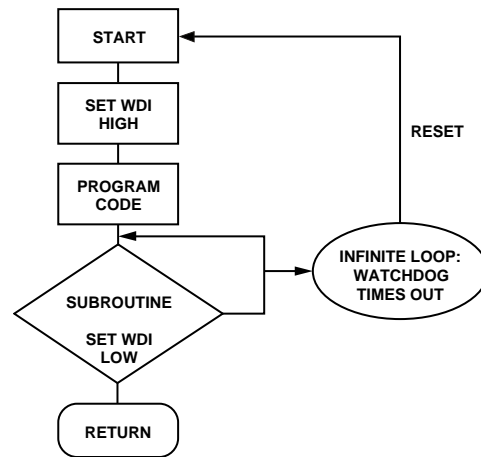 START
SET WDI
HIGH
RESET
PROGRAM
CODE
INFINITE LOOP:
WATCHDOG
TIMES OUT
SUBROUTINE
SET WDI
LOW
RETURN